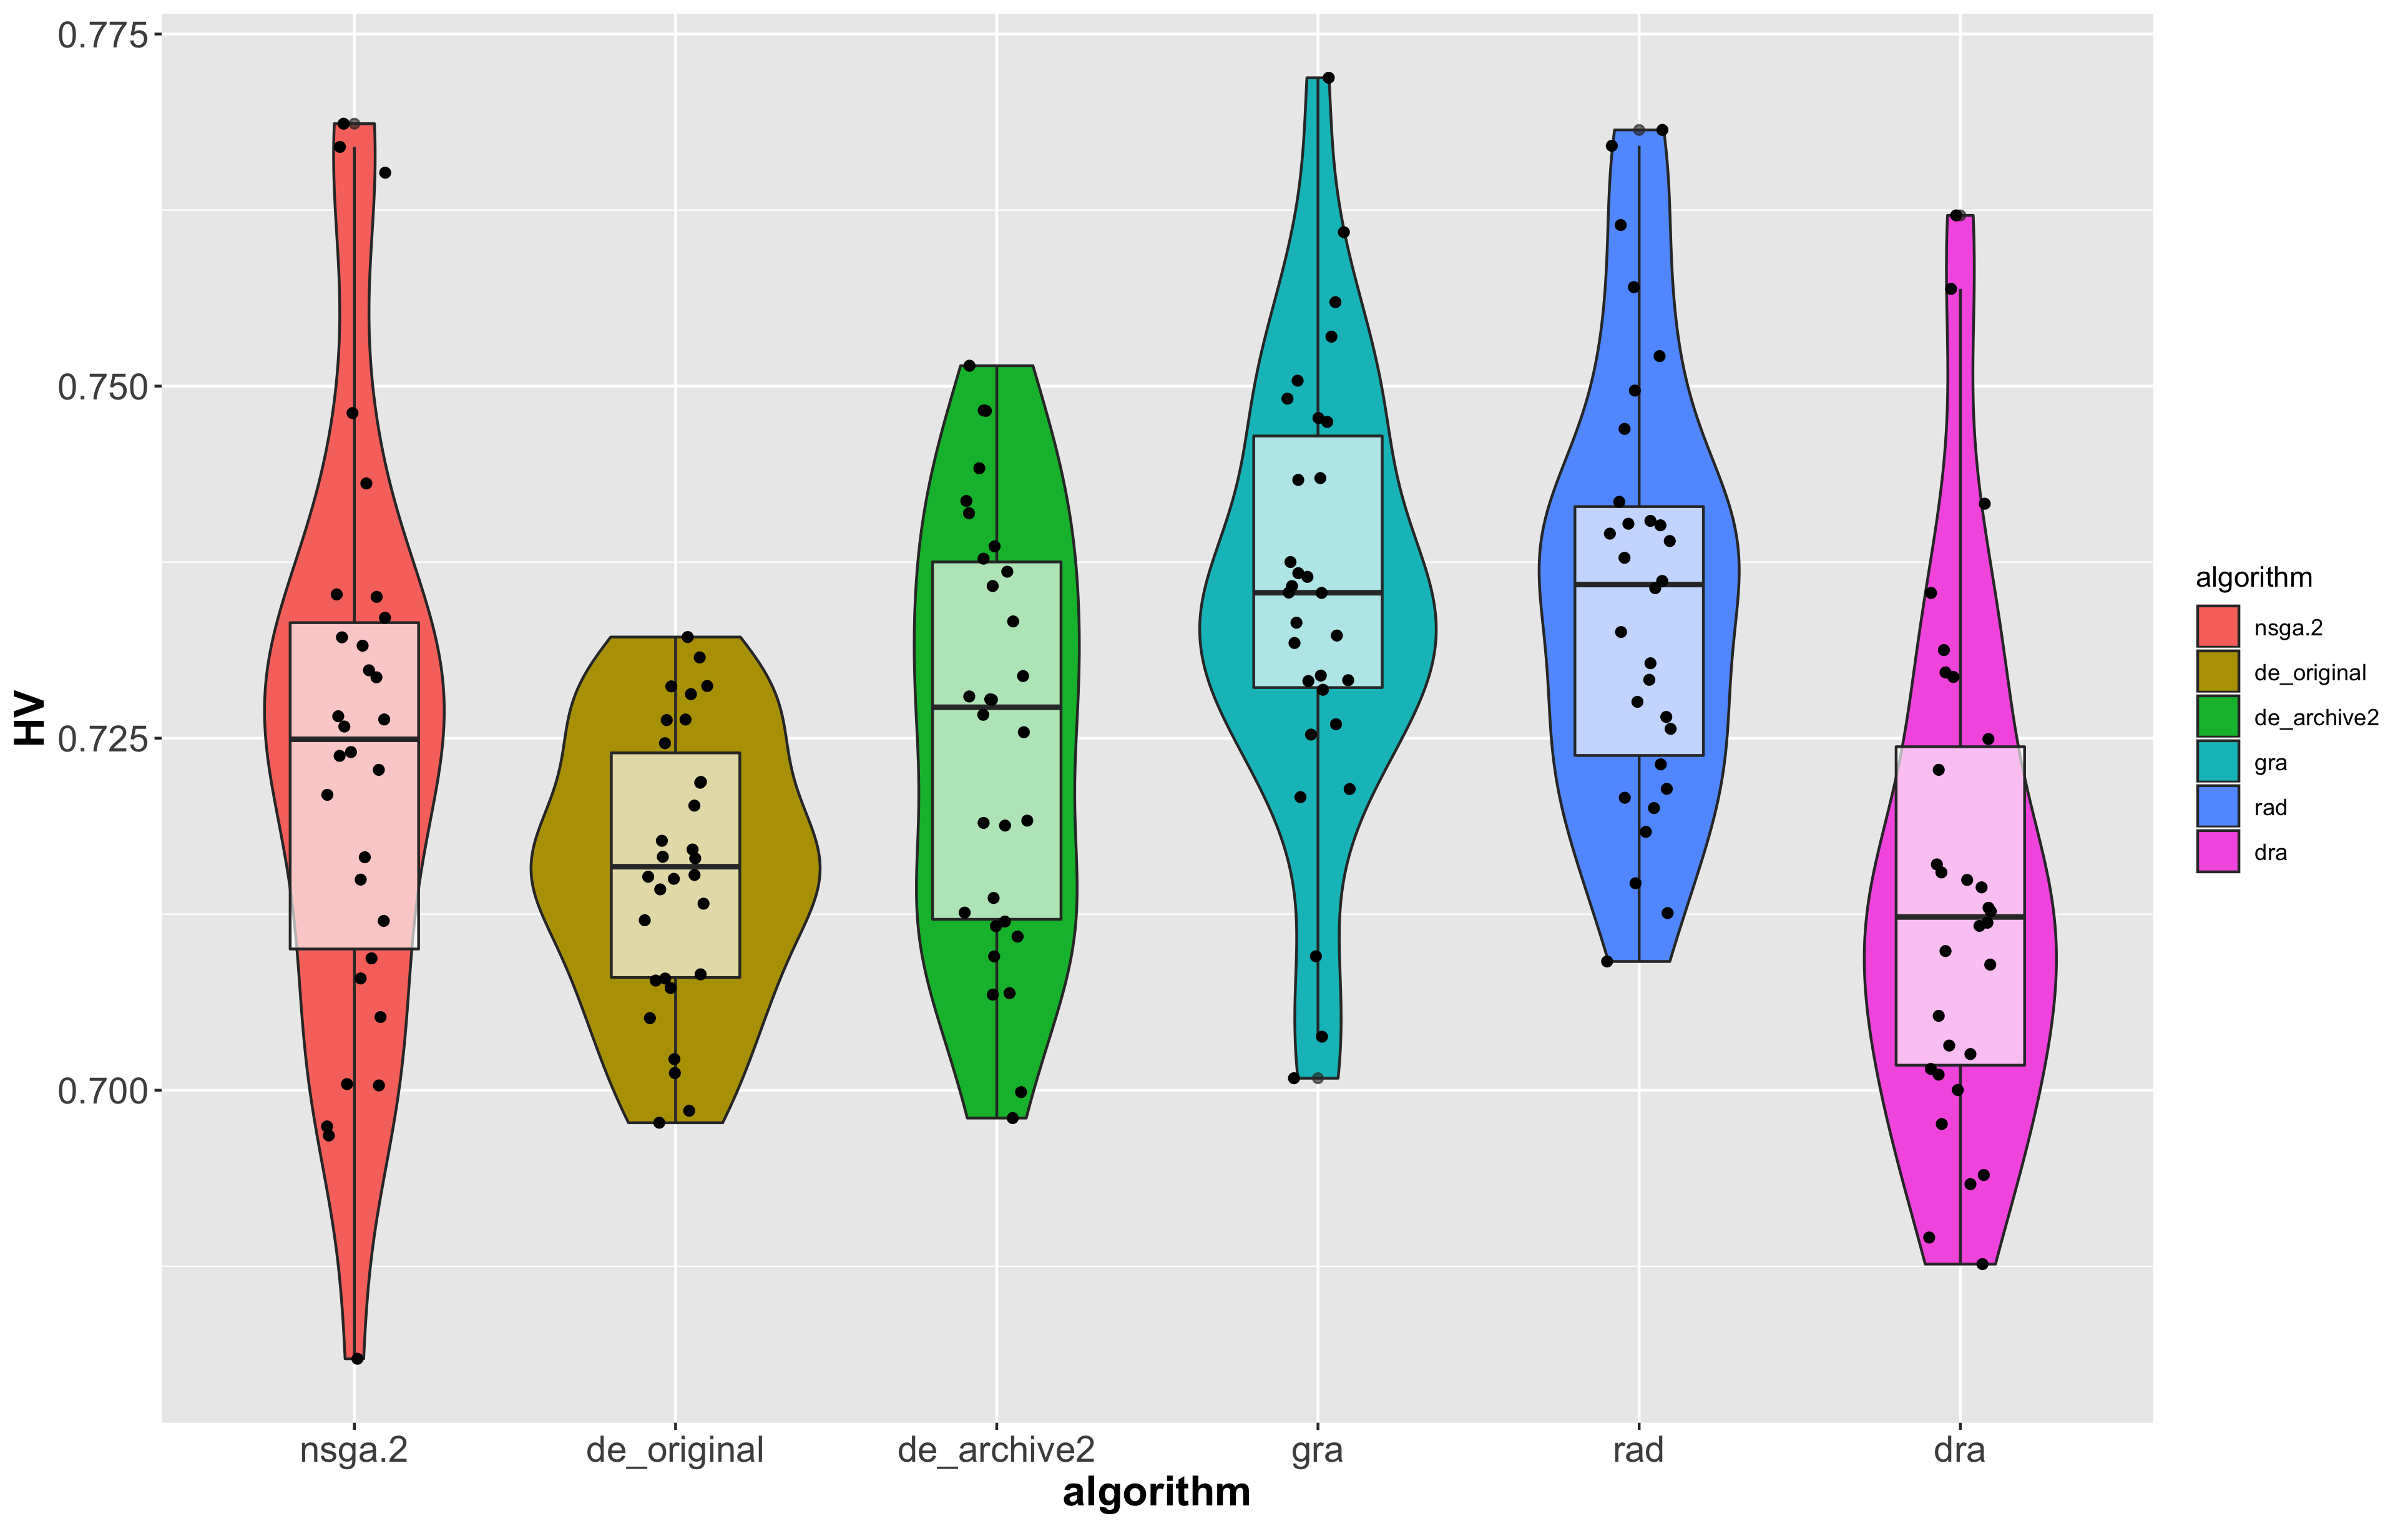 0.775
0.750
0.725
0.700
HV
nsga.2
de_original
de_archive2
gra
rad
dra
algorithm
algorithm
nsga.2
de_original
de_archive2
gra
rad
dra